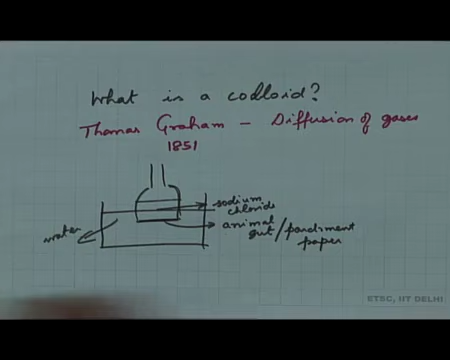 What is a colloid?
Thomas Graham – Diffusion of gases
1851
sodium
chloride
water
animal
gut/parchment
paper
ETSC, IIT DELHI